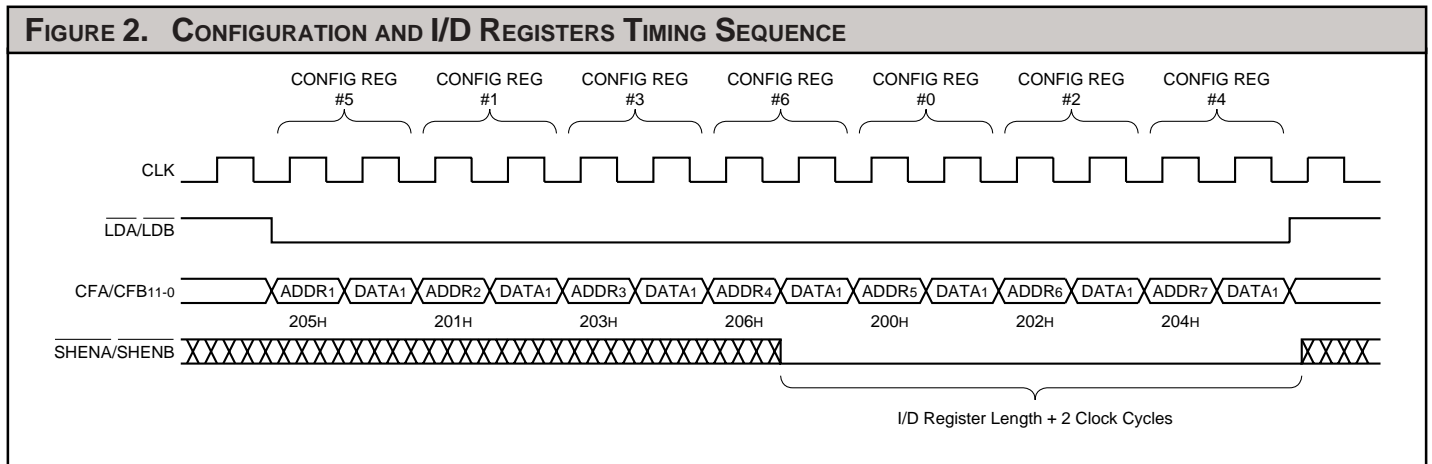 FIGURE 2. CONFIGURATION AND I/D REGISTERS TIMING SEQUENCE
CONFIG REG #5
CONFIG REG #1
CONFIG REG #3
CONFIG REG #6
CONFIG REG #0
CONFIG REG #2
CONFIG REG #4
CLK
LDA/LDB
CFA/CFB11-0 ADDR1 DATA1 ADDR2 DATA1 ADDR3 DATA1 ADDR4 DATA1 ADDR5 DATA1 ADDR6 DATA1 ADDR7 DATA1
205H 201H 203H 206H 200H 202H 204H
SHENA/SHENB
I/D Register Length + 2 Clock Cycles